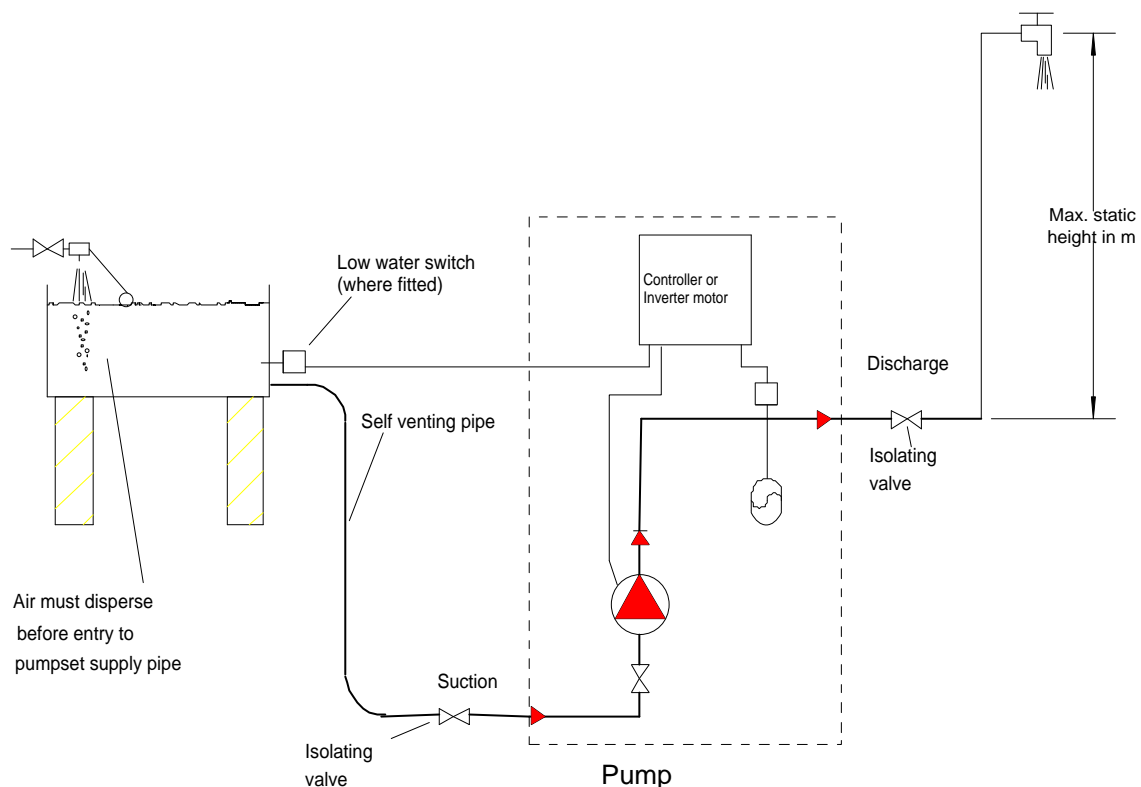 Max. static
height in m
Low water switch
(where fitted)
Controller or
Inverter motor
Discharge
Self venting pipe
Isolating
valve
Air must disperse
before entry to
pumpset supply pipe
Suction
Isolating
valve
Pump